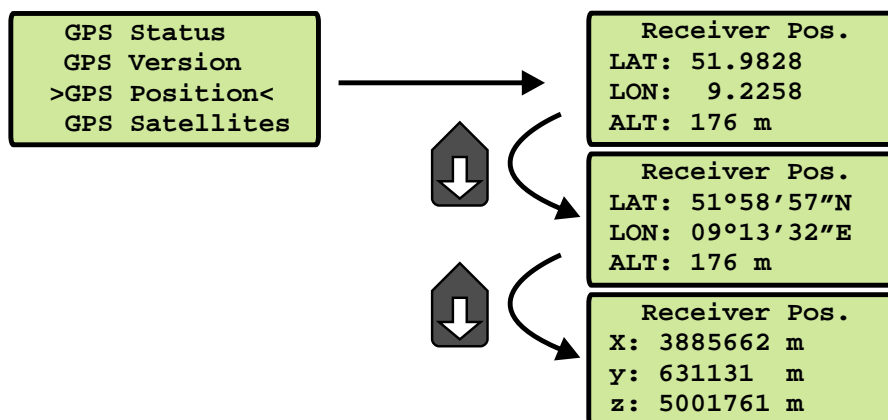 GPS Status
GPS Version
>GPS Position<
GPS Satellites
Receiver Pos.
LAT: 51.9828
LON: 9.2258
ALT: 176 m
Receiver Pos.
LAT: 51°58′57″N
LON: 09°13′32″E
ALT: 176 m
Receiver Pos.
X: 3885662 m
y: 631131 m
z: 5001761 m